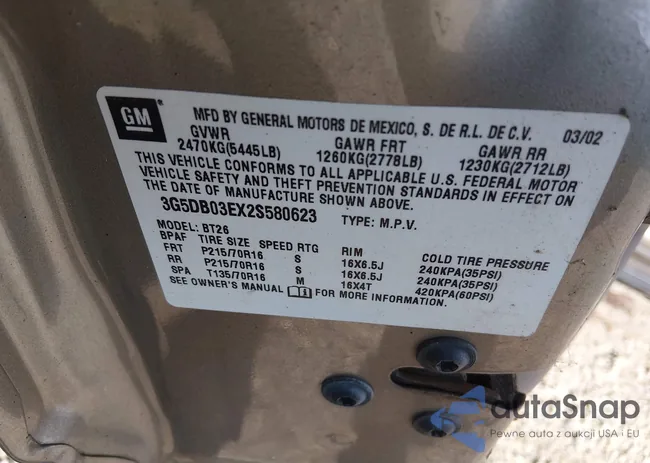 GM
MFD BY GENERAL MOTORS DE MEXICO, S. DE R.L. DE C.V. 03/02
GVWR GAWR FRT GAWR RR
2470KG(5445LB) 1260KG(2778LB) 1230KG(2712LB)
THIS VEHICLE CONFORMS TO ALL APPLICABLE U.S. FEDERAL MOTOR
VEHICLE SAFETY AND THEFT PREVENTION STANDARDS IN EFFECT ON
THE DATE OF MANUFACTURE SHOWN ABOVE.
3G5DB03EX2S580623 TYPE: M.P.V.
MODEL: BT26
BPAF TIRE SIZE SPEED RTG RIM COLD TIRE PRESSURE
FRT P215/70R16 S 16X6.5J 240KPA(35PSI)
RR P215/70R16 S 16X6.5J 240KPA(35PSI)
SPA T135/70R16 M 16X4T 420KPA(60PSI)
SEE OWNER'S MANUAL FOR MORE INFORMATION.
autoSnap
Pewne auta z aukcji USA i EU